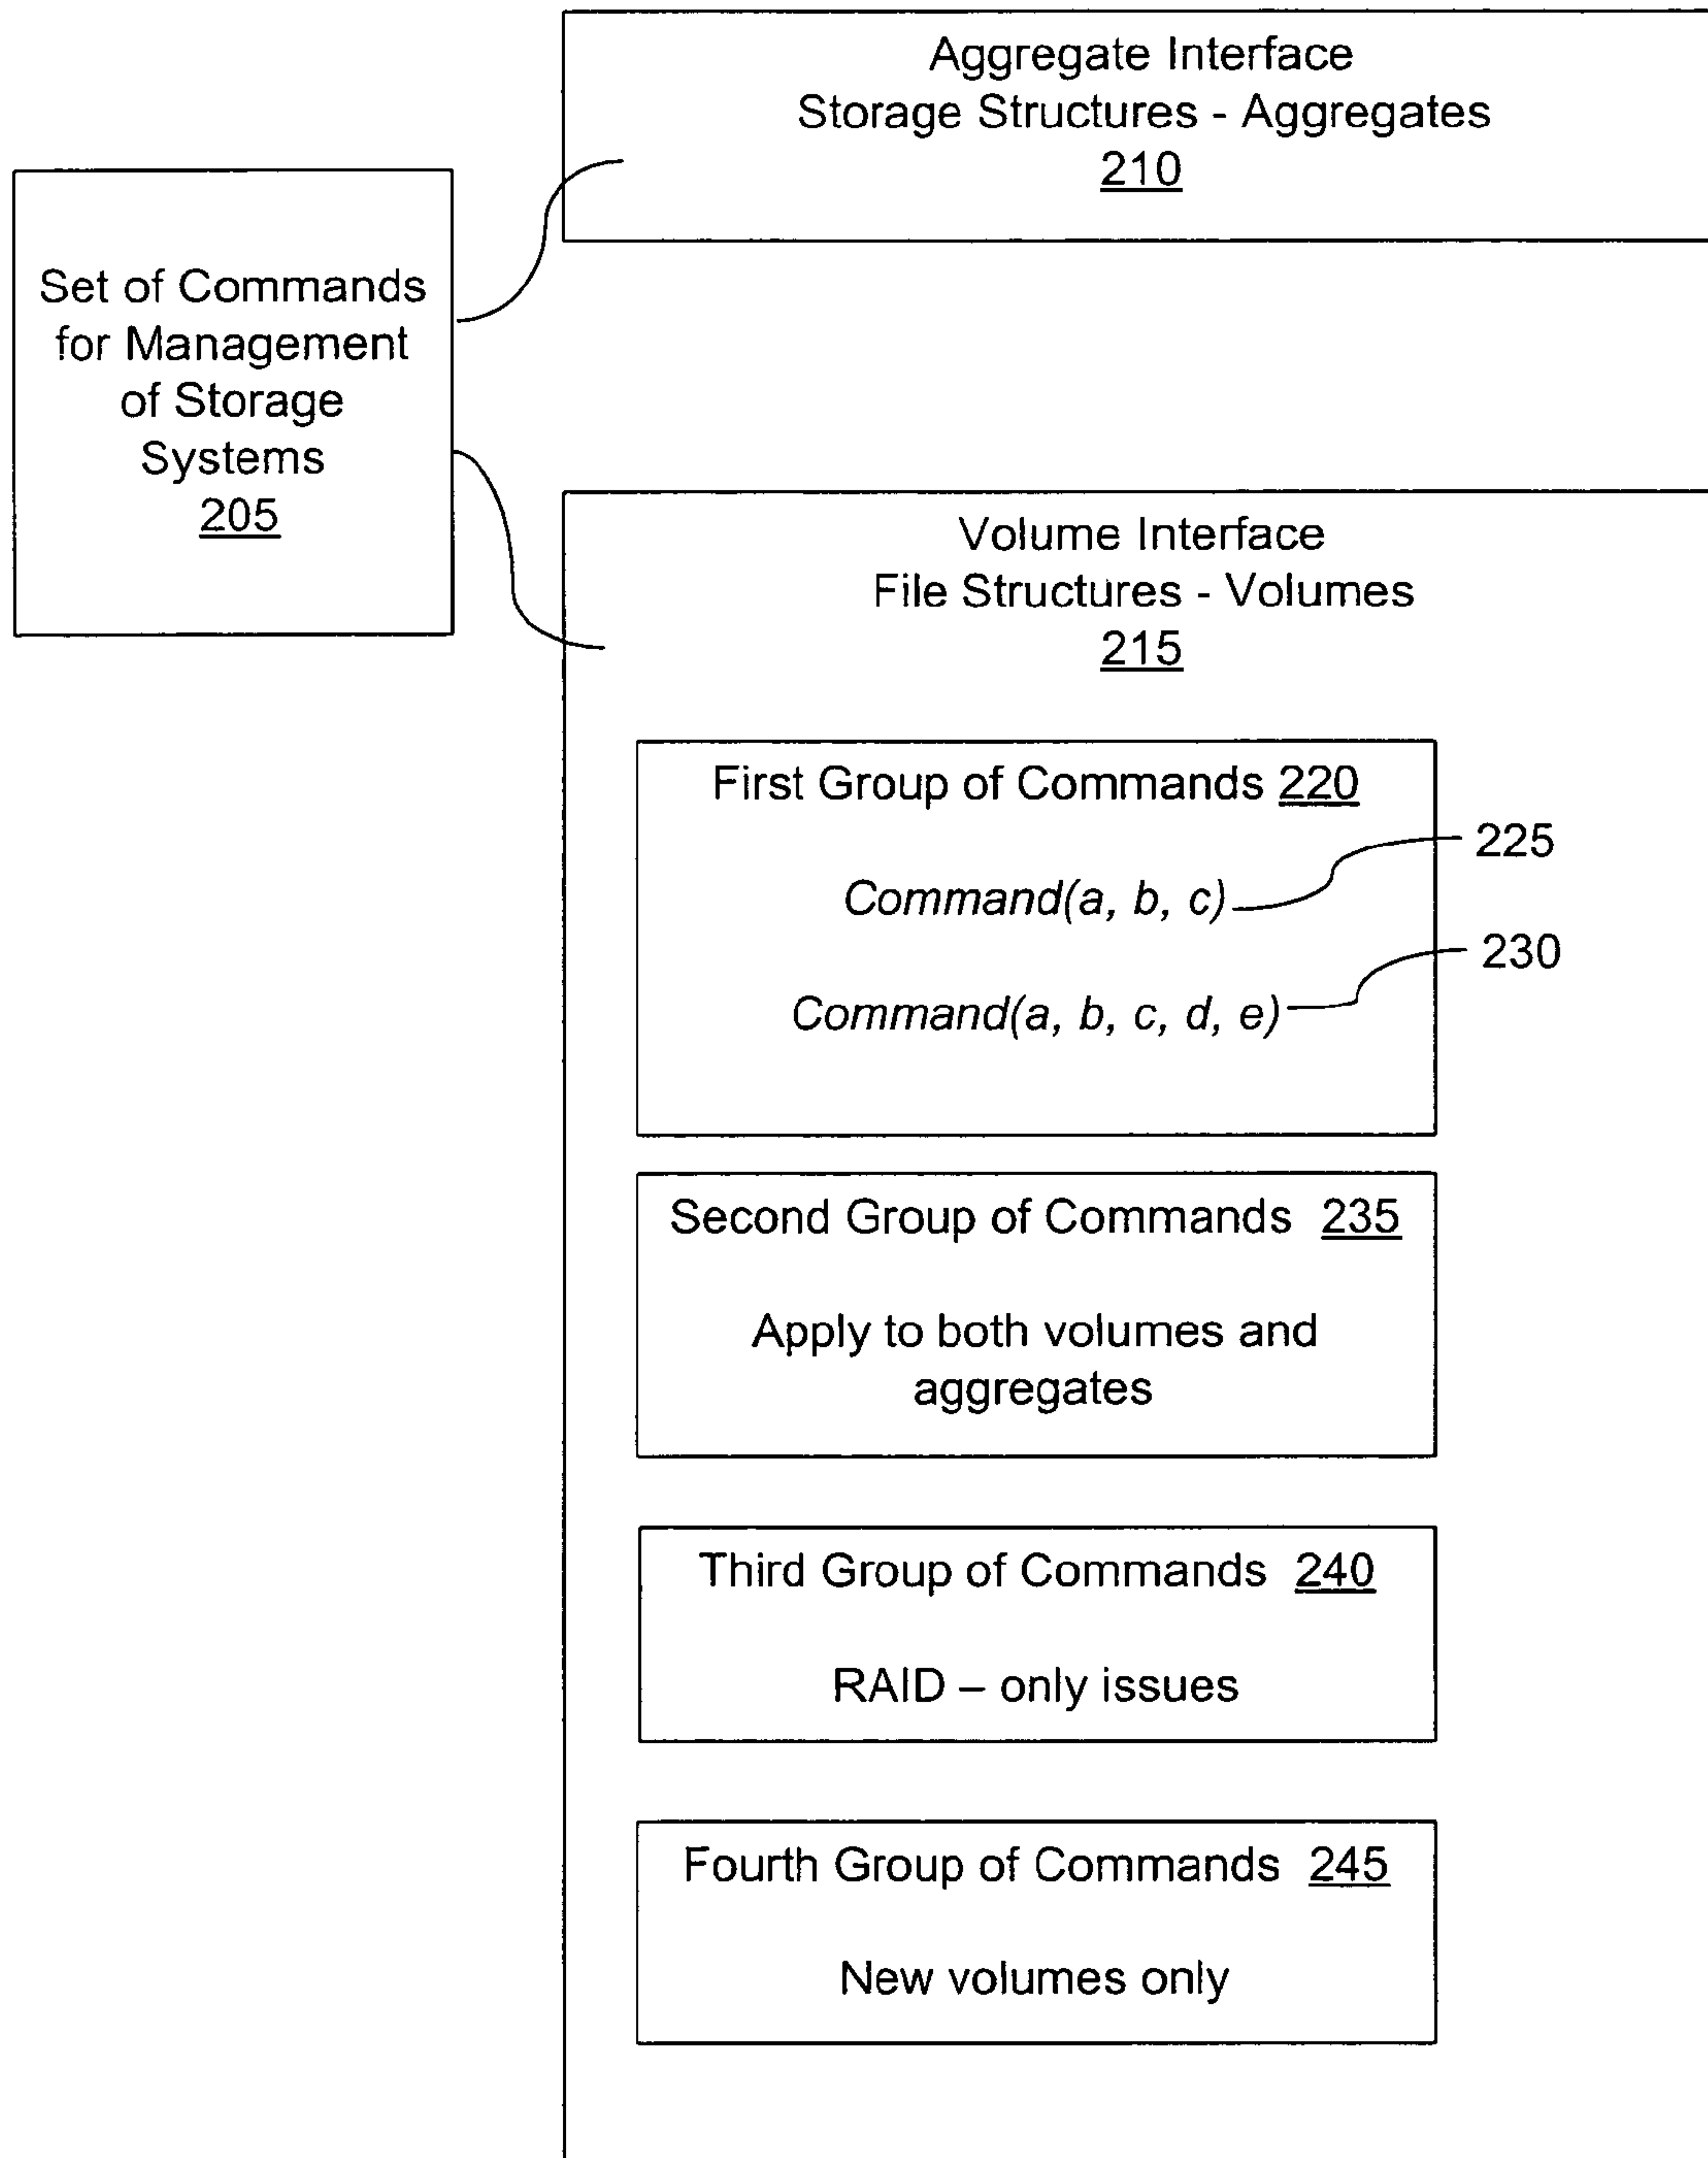 Aggregate Interface
Storage Structures - Aggregates
210
Set of Commands
for Management
of Storage
Systems
205
Volume Interface
File Structures - Volumes
215
First Group of Commands 220
225
Command(a, b, c)
230
Command(a, b, c, d, e)
Second Group of Commands 235
Apply to both volumes and
aggregates
Third Group of Commands 240
RAID – only issues
Fourth Group of Commands 245
New volumes only